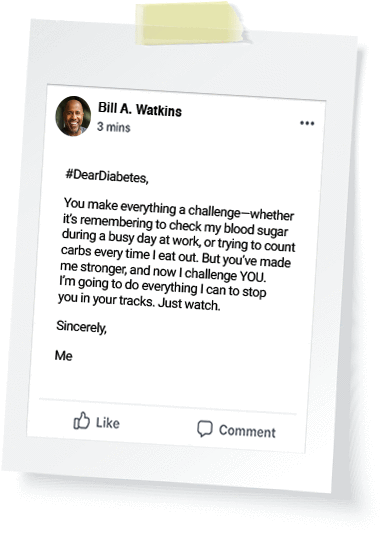 Bill A. Watkins
3 mins
#DearDiabetes,
You make everything a challenge—whether
it's remembering to check my blood sugar
during a busy day at work, or trying to count
carbs every time I eat out. But you've made
me stronger, and now I challenge YOU.
I'm going to do everything I can to stop
you in your tracks. Just watch.
Sincerely,
Me
Like
Comment